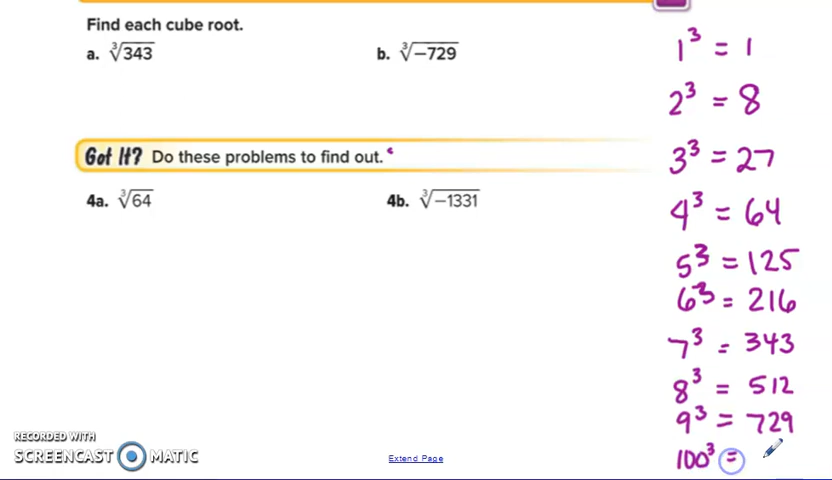 Find each cube root.
a. ∛343
b. ∛−729
Got It? Do these problems to find out.
4a. ∛64
4b. ∛−1331
1³ = 1
2³ = 8
3³ = 27
4³ = 64
5³ = 125
6³ = 216
7³ = 343
8³ = 512
9³ = 729
100³ =
RECORDED WITH
SCREENCAST MATIC
Extend Page